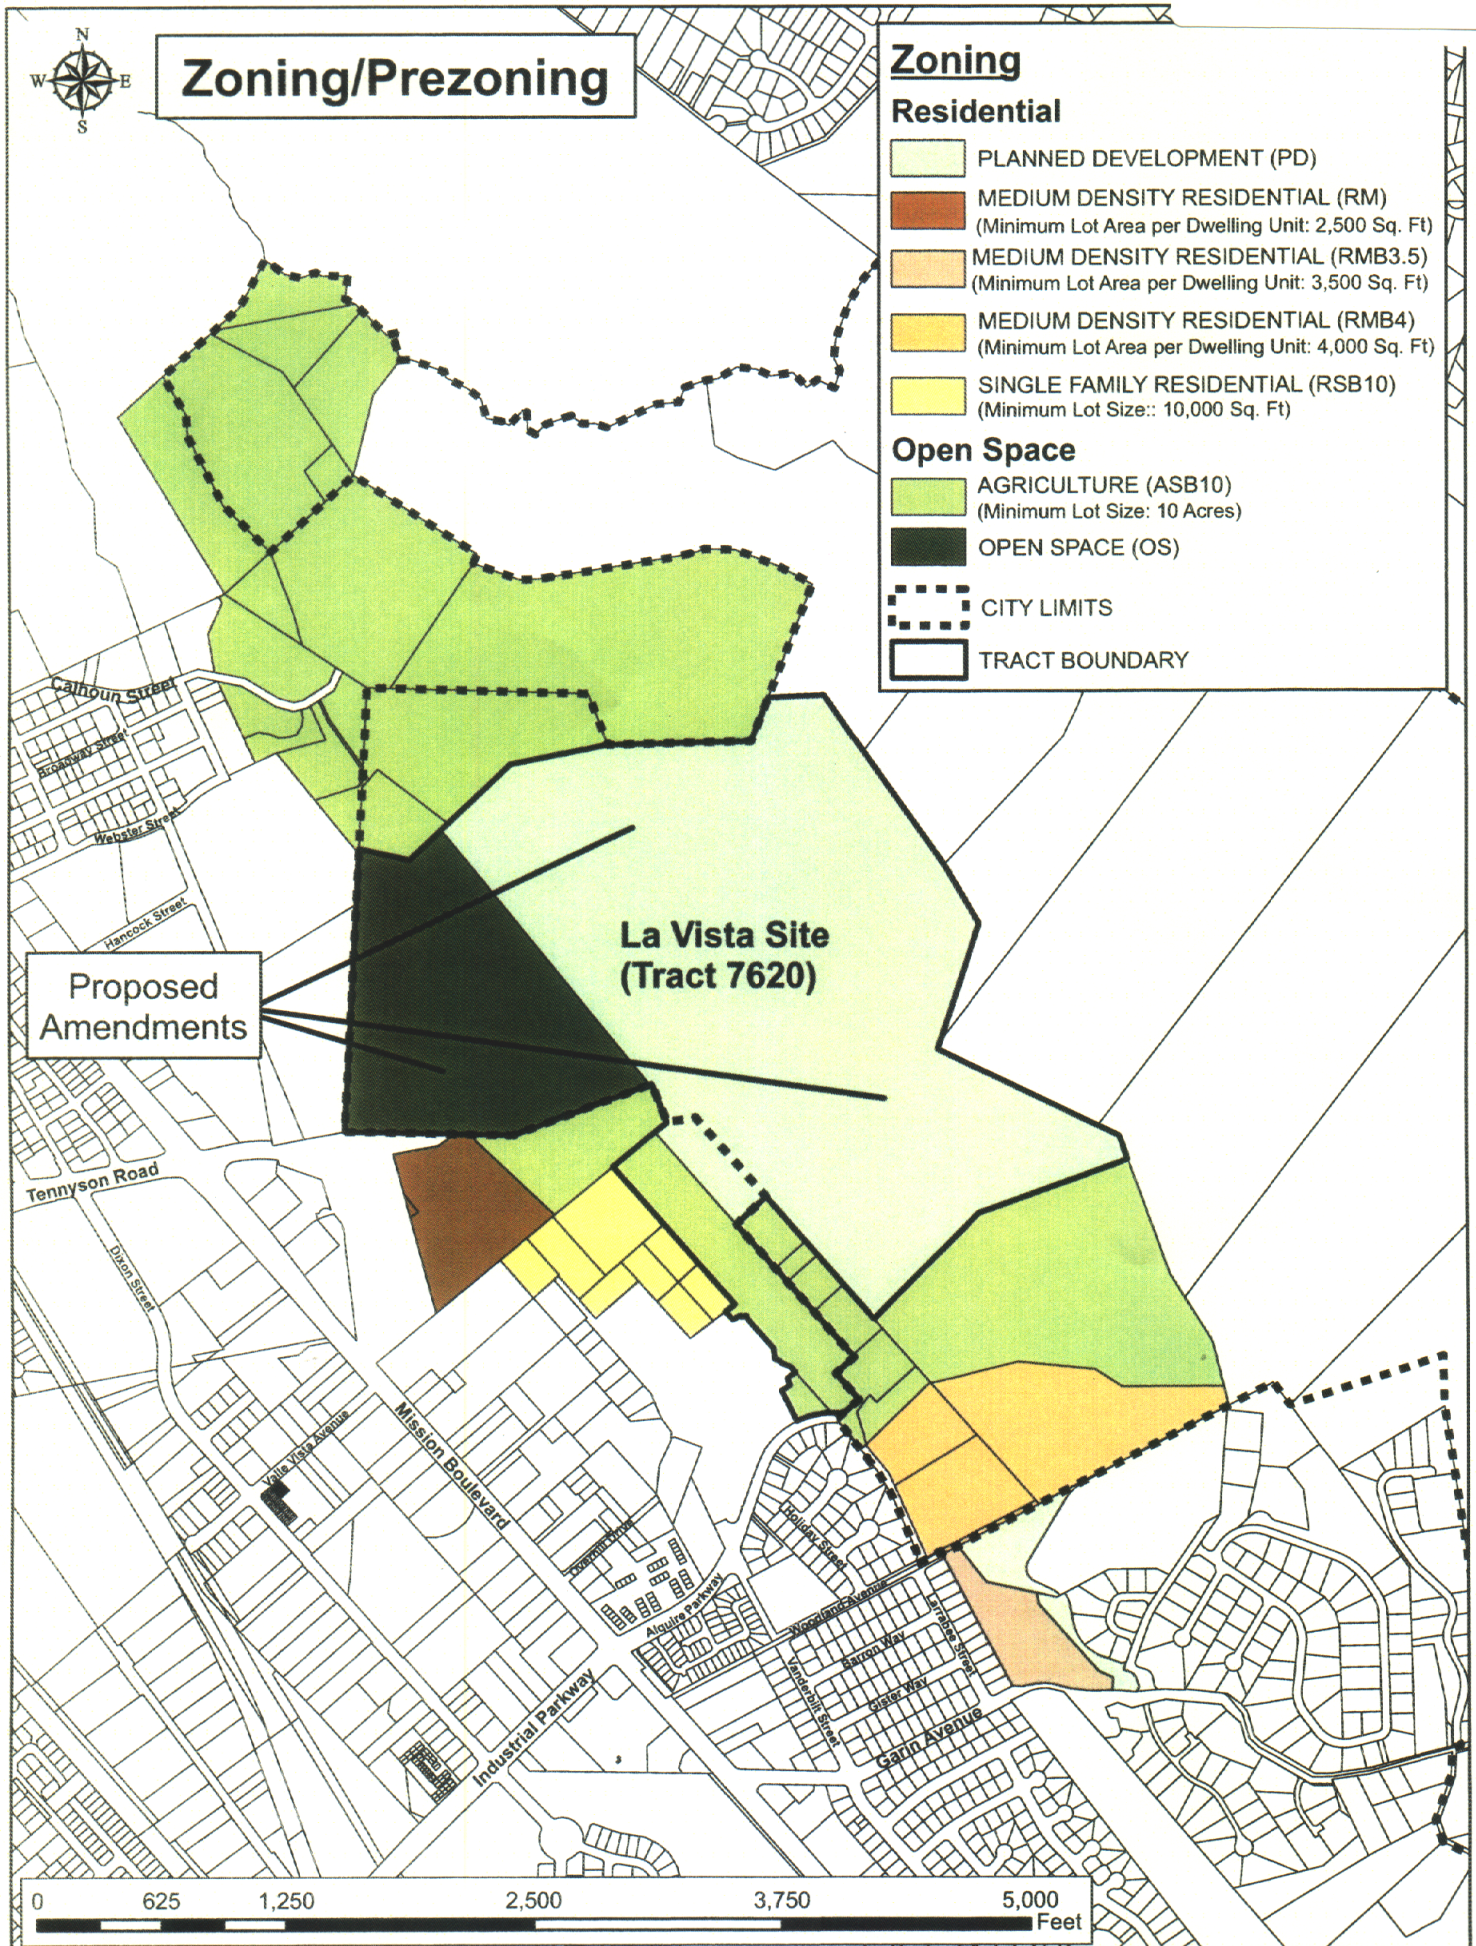 N
W E
S
Zoning/Prezoning
Zoning
Residential
PLANNED DEVELOPMENT (PD)
MEDIUM DENSITY RESIDENTIAL (RM)
(Minimum Lot Area per Dwelling Unit: 2,500 Sq. Ft)
MEDIUM DENSITY RESIDENTIAL (RMB3.5)
(Minimum Lot Area per Dwelling Unit: 3,500 Sq. Ft)
MEDIUM DENSITY RESIDENTIAL (RMB4)
(Minimum Lot Area per Dwelling Unit: 4,000 Sq. Ft)
SINGLE FAMILY RESIDENTIAL (RSB10)
(Minimum Lot Size:: 10,000 Sq. Ft)
Open Space
AGRICULTURE (ASB10)
(Minimum Lot Size: 10 Acres)
OPEN SPACE (OS)
CITY LIMITS
TRACT BOUNDARY
Calhoun Street
Broadway Street
Webster Street
Hancock Street
La Vista Site
(Tract 7620)
Proposed
Amendments
Tennyson Road
Dixon Street
Valle Vista Avenue
Mission Boulevard
Overhill Drive
Holiday Street
Alquire Parkway
Woodland Avenue
Larrabee Street
Barron Way
Vanderbilt Street
Gisler Way
Garin Avenue
Industrial Parkway
0 625 1,250 2,500 3,750 5,000
Feet